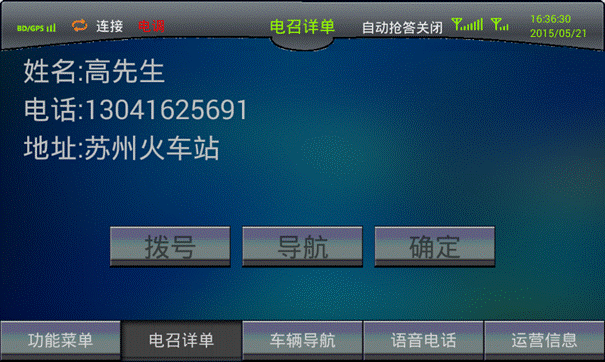 BD/GPS 连接 电话 电召详单 自动抢答关闭 16:36:30
2015/05/21
姓名:高先生
电话:13041625691
地址:苏州火车站
拨号 导航 确定
功能菜单 电召详单 车辆导航 语音电话 运营信息